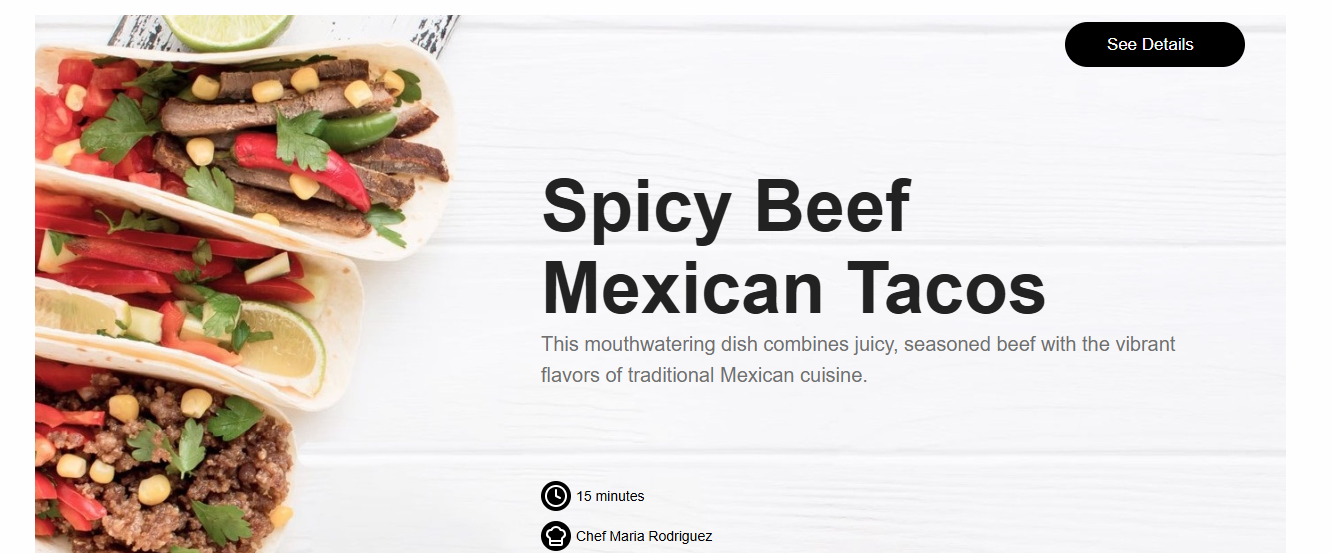 See Details
Spicy Beef
Mexican Tacos
This mouthwatering dish combines juicy, seasoned beef with the vibrant
flavors of traditional Mexican cuisine.
15 minutes
Chef Maria Rodriguez